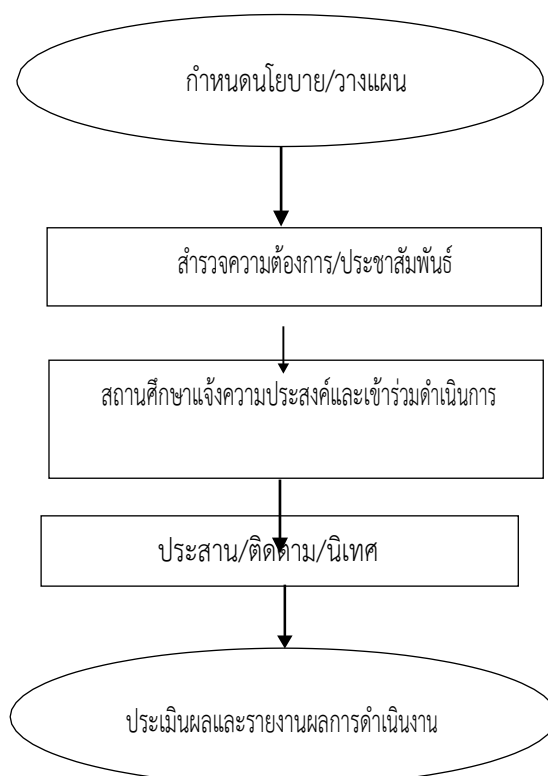 กำหนดนโยบาย/วางแผน
สำรวจความต้องการ/ประชาสัมพันธ์
สถานศึกษาแจ้งความประสงค์และเข้าร่วมดำเนินการ
ประสาน/ติดตาม/นิเทศ
ประเมินผลและรายงานผลการดำเนินงาน